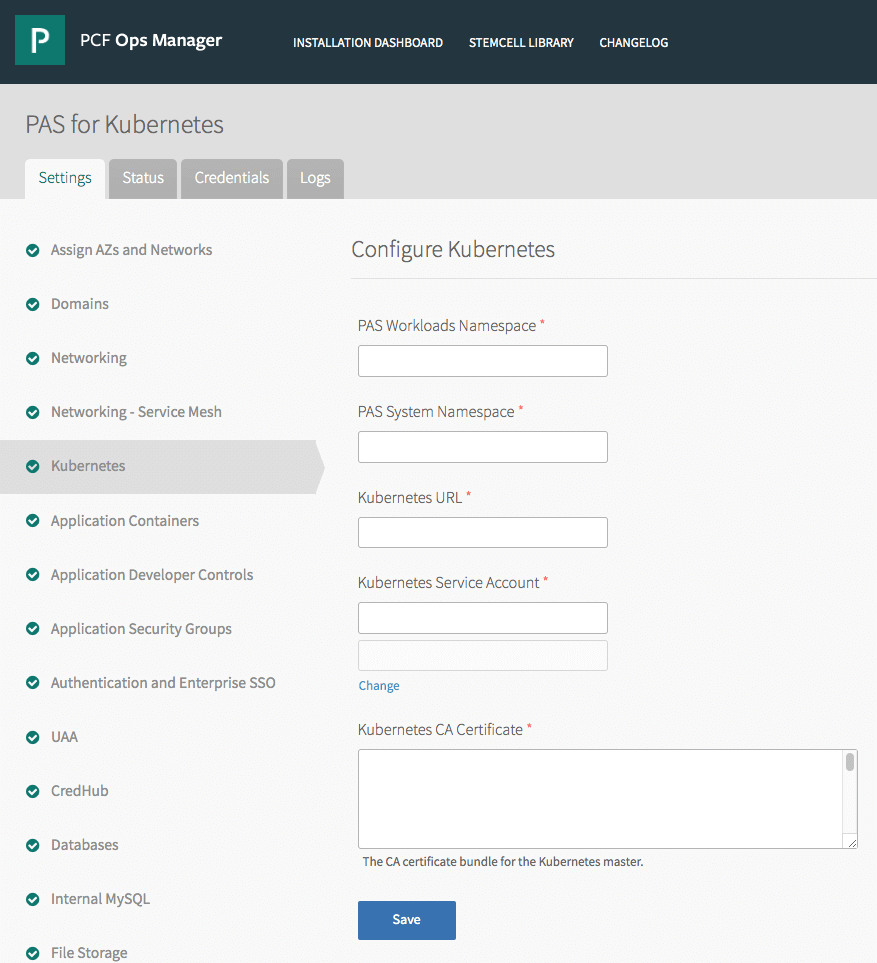 P PCF Ops Manager INSTALLATION DASHBOARD STEMCELL LIBRARY CHANGELOG
PAS for Kubernetes
Settings Status Credentials Logs
Assign AZs and Networks
Domains
Networking
Networking - Service Mesh
Kubernetes
Application Containers
Application Developer Controls
Application Security Groups
Authentication and Enterprise SSO
UAA
CredHub
Databases
Internal MySQL
File Storage
Configure Kubernetes
PAS Workloads Namespace *
PAS System Namespace *
Kubernetes URL *
Kubernetes Service Account *
Change
Kubernetes CA Certificate *
The CA certificate bundle for the Kubernetes master.
Save